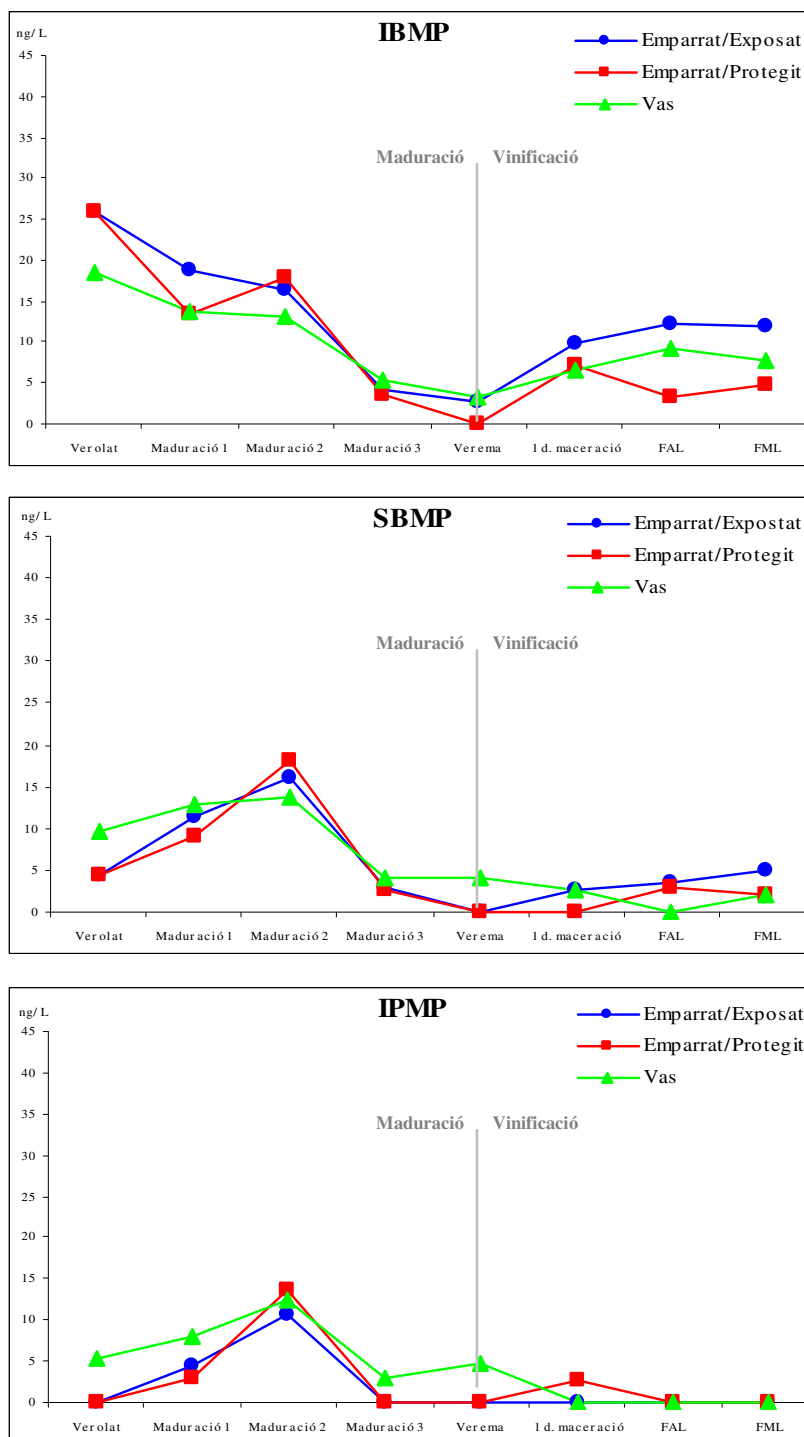 IBMP
ng/L
Emparrat/Exposat
Emparrat/Protegit
Vas
45
40
35
30
25
20
15
10
5
0
Maduració Vinificació
Verolat Maduració 1 Maduració 2 Maduració 3 Verema 1 d. maceració FAL FML
SBMP
ng/L
Emparrat/Expostat
Emparrat/Protegit
Vas
45
40
35
30
25
20
15
10
5
0
Maduració Vinificació
Verolat Maduració 1 Maduració 2 Maduració 3 Verema 1 d. maceració FAL FML
IPMP
ng/L
Emparrat/Exposat
Emparrat/Protegit
Vas
45
40
35
30
25
20
15
10
5
0
Maduració Vinificació
Verolat Maduració 1 Maduració 2 Maduració 3 Verema 1 d. maceració FAL FML